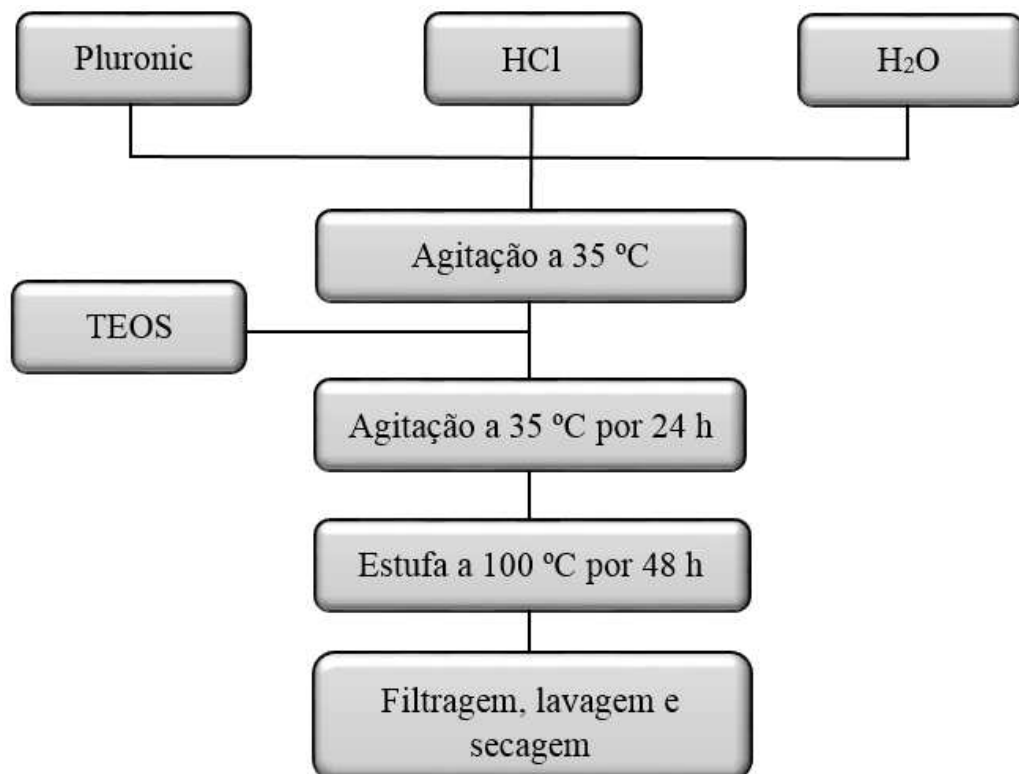 Pluronic
HCl
H₂O
Agitação a 35 ºC
TEOS
Agitação a 35 ºC por 24 h
Estufa a 100 ºC por 48 h
Filtragem, lavagem e
secagem